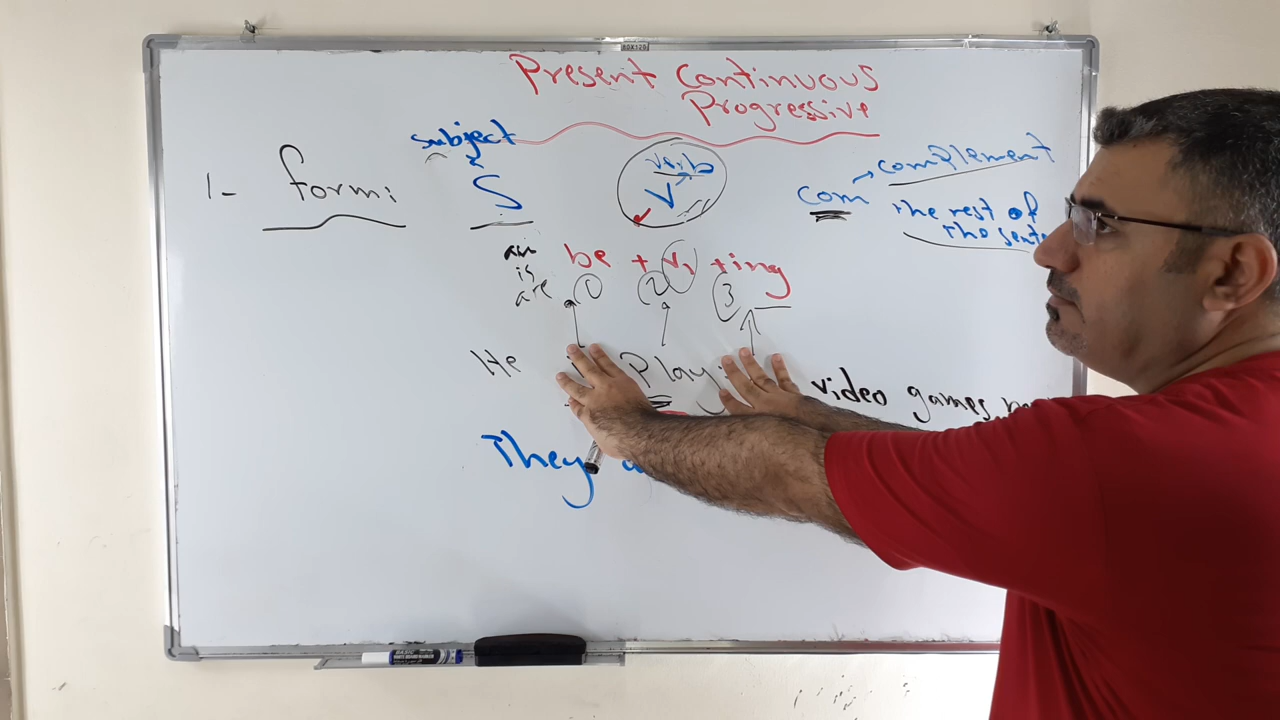 Present Continuous
Progressive
subject
1- form: S
verb
V
com → complement
the rest of
the sente
am
is
are
be + V1 + ing
1 2 3
He Play
video games
They
80X120